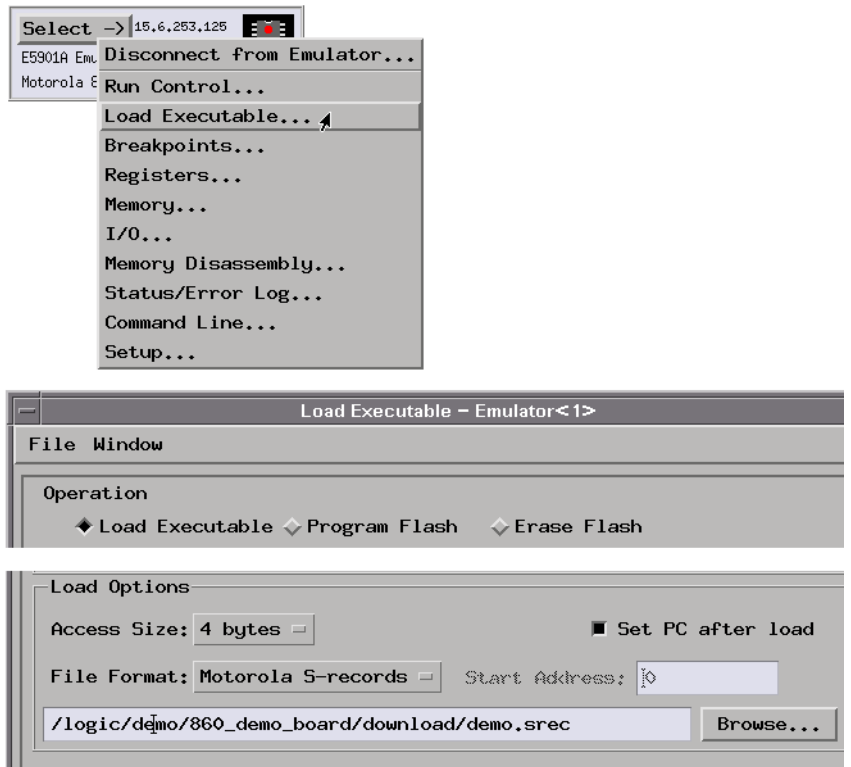 Select -> 15.6.253.125
E5901A Emu
Disconnect from Emulator...
Motorola 8
Run Control...
Load Executable...
Breakpoints...
Registers...
Memory...
I/O...
Memory Disassembly...
Status/Error Log...
Command Line...
Setup...
Load Executable - Emulator<1>
File Window
Operation
Load Executable Program Flash Erase Flash
Load Options
Access Size: 4 bytes Set PC after load
File Format: Motorola S-records Start Address: 0
/logic/demo/860_demo_board/download/demo.srec Browse...